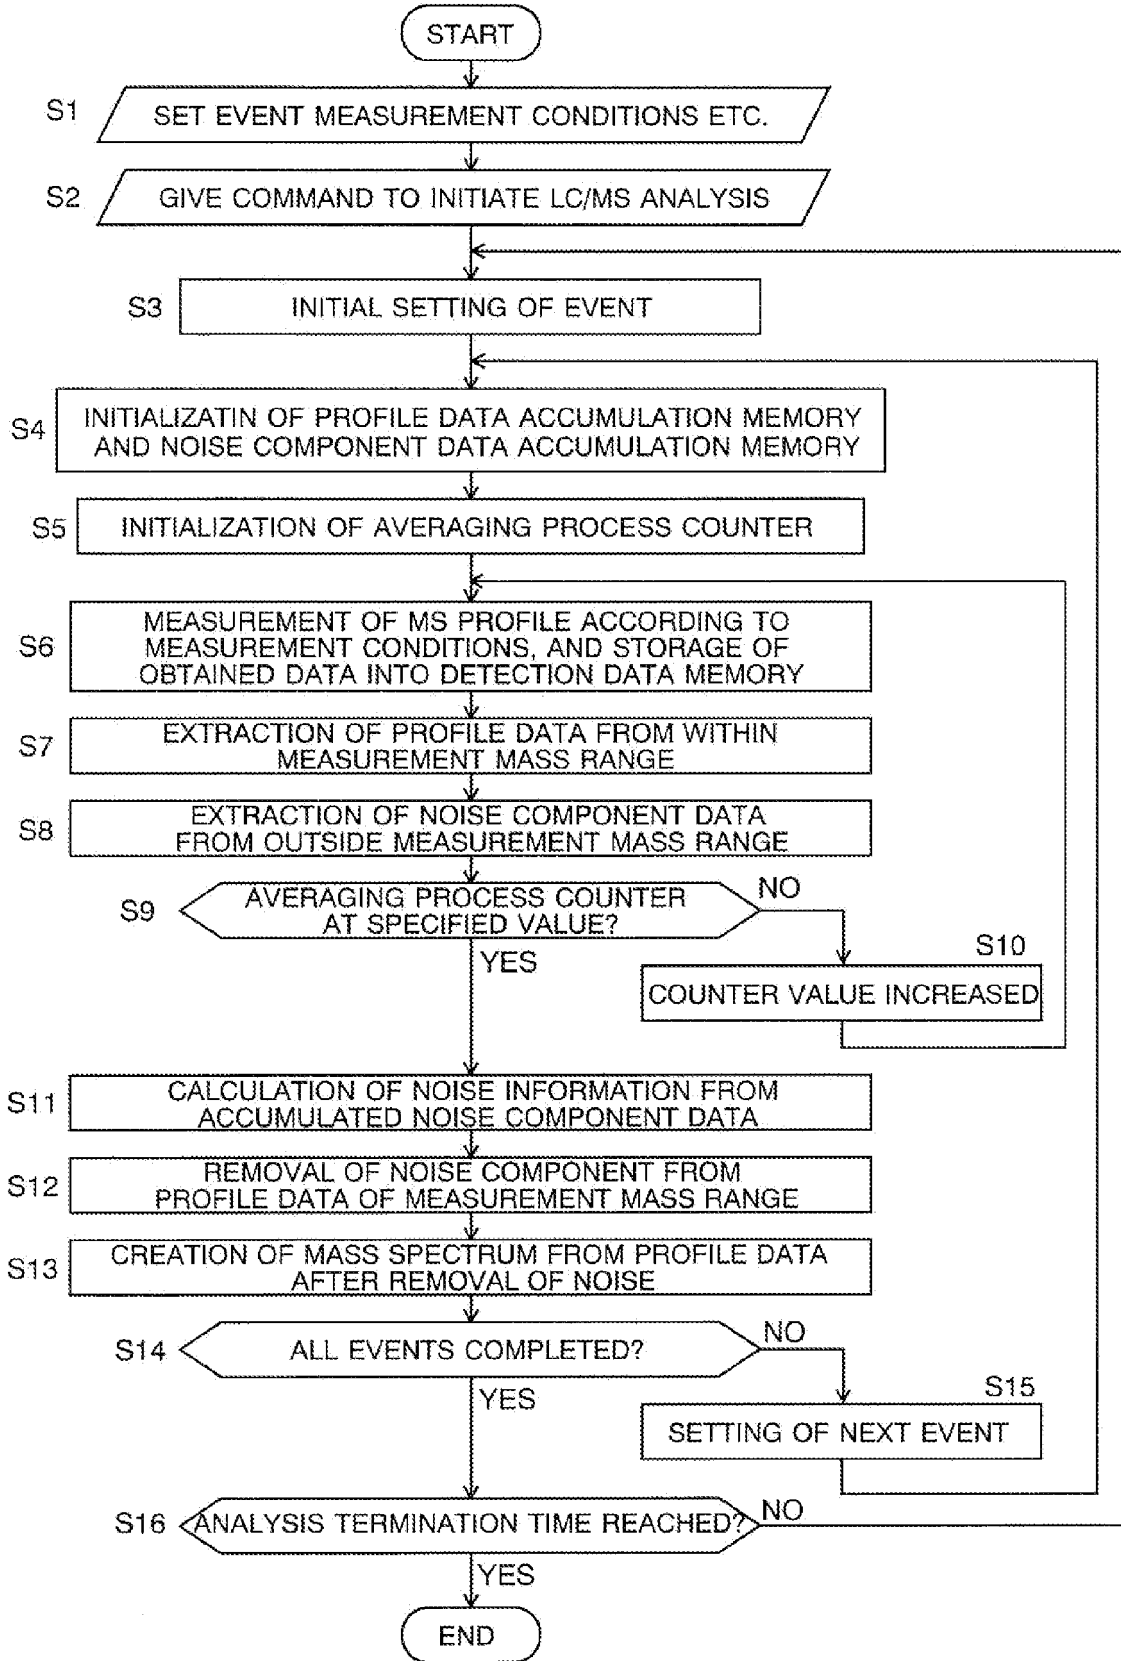 START
S1
SET EVENT MEASUREMENT CONDITIONS ETC.
S2
GIVE COMMAND TO INITIATE LC/MS ANALYSIS
S3
INITIAL SETTING OF EVENT
S4
INITIALIZATIN OF PROFILE DATA ACCUMULATION MEMORY
AND NOISE COMPONENT DATA ACCUMULATION MEMORY
S5
INITIALIZATION OF AVERAGING PROCESS COUNTER
S6
MEASUREMENT OF MS PROFILE ACCORDING TO
MEASUREMENT CONDITIONS, AND STORAGE OF
OBTAINED DATA INTO DETECTION DATA MEMORY
S7
EXTRACTION OF PROFILE DATA FROM WITHIN
MEASUREMENT MASS RANGE
S8
EXTRACTION OF NOISE COMPONENT DATA
FROM OUTSIDE MEASUREMENT MASS RANGE
S9
AVERAGING PROCESS COUNTER
AT SPECIFIED VALUE?
NO
YES
S10
COUNTER VALUE INCREASED
S11
CALCULATION OF NOISE INFORMATION FROM
ACCUMULATED NOISE COMPONENT DATA
S12
REMOVAL OF NOISE COMPONENT FROM
PROFILE DATA OF MEASUREMENT MASS RANGE
S13
CREATION OF MASS SPECTRUM FROM PROFILE DATA
AFTER REMOVAL OF NOISE
S14
ALL EVENTS COMPLETED?
NO
YES
S15
SETTING OF NEXT EVENT
S16
ANALYSIS TERMINATION TIME REACHED?
NO
YES
END